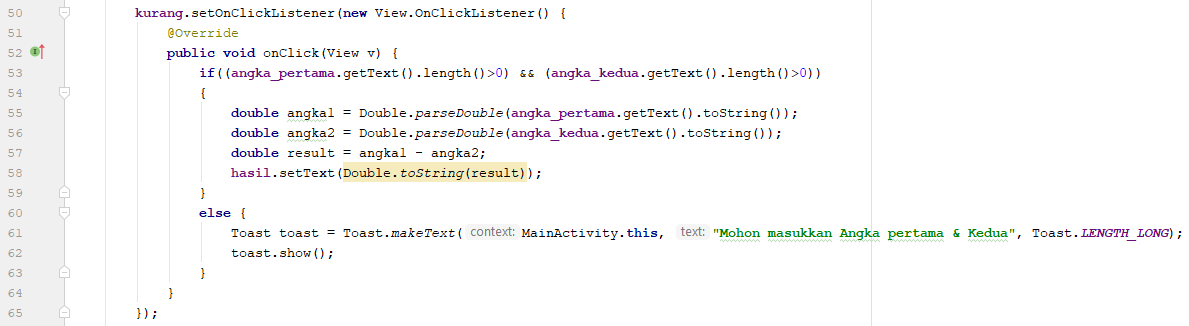 50 kurang.setOnClickListener(new View.OnClickListener() {
51 @Override
52 public void onClick(View v) {
53 if((angka_pertama.getText().length()>0) && (angka_kedua.getText().length()>0))
54 {
55 double angka1 = Double.parseDouble(angka_pertama.getText().toString());
56 double angka2 = Double.parseDouble(angka_kedua.getText().toString());
57 double result = angka1 - angka2;
58 hasil.setText(Double.toString(result));
59 }
60 else {
61 Toast toast = Toast.makeText( context: MainActivity.this, text: "Mohon masukkan Angka pertama & Kedua", Toast.LENGTH_LONG);
62 toast.show();
63 }
64 }
65 });